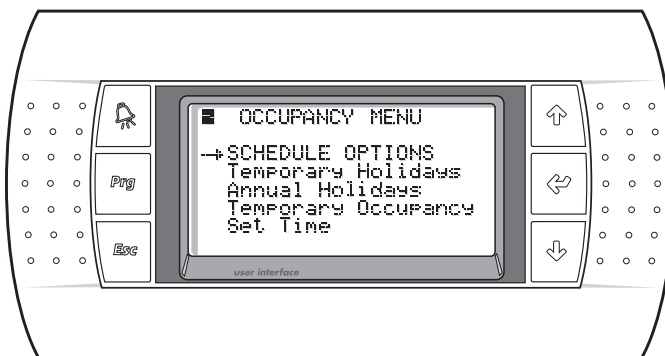 OCCUPANCY MENU
SCHEDULE OPTIONS
Temporary Holidays
Annual Holidays
Temporary Occupancy
Set Time
Prg
Esc
user interface